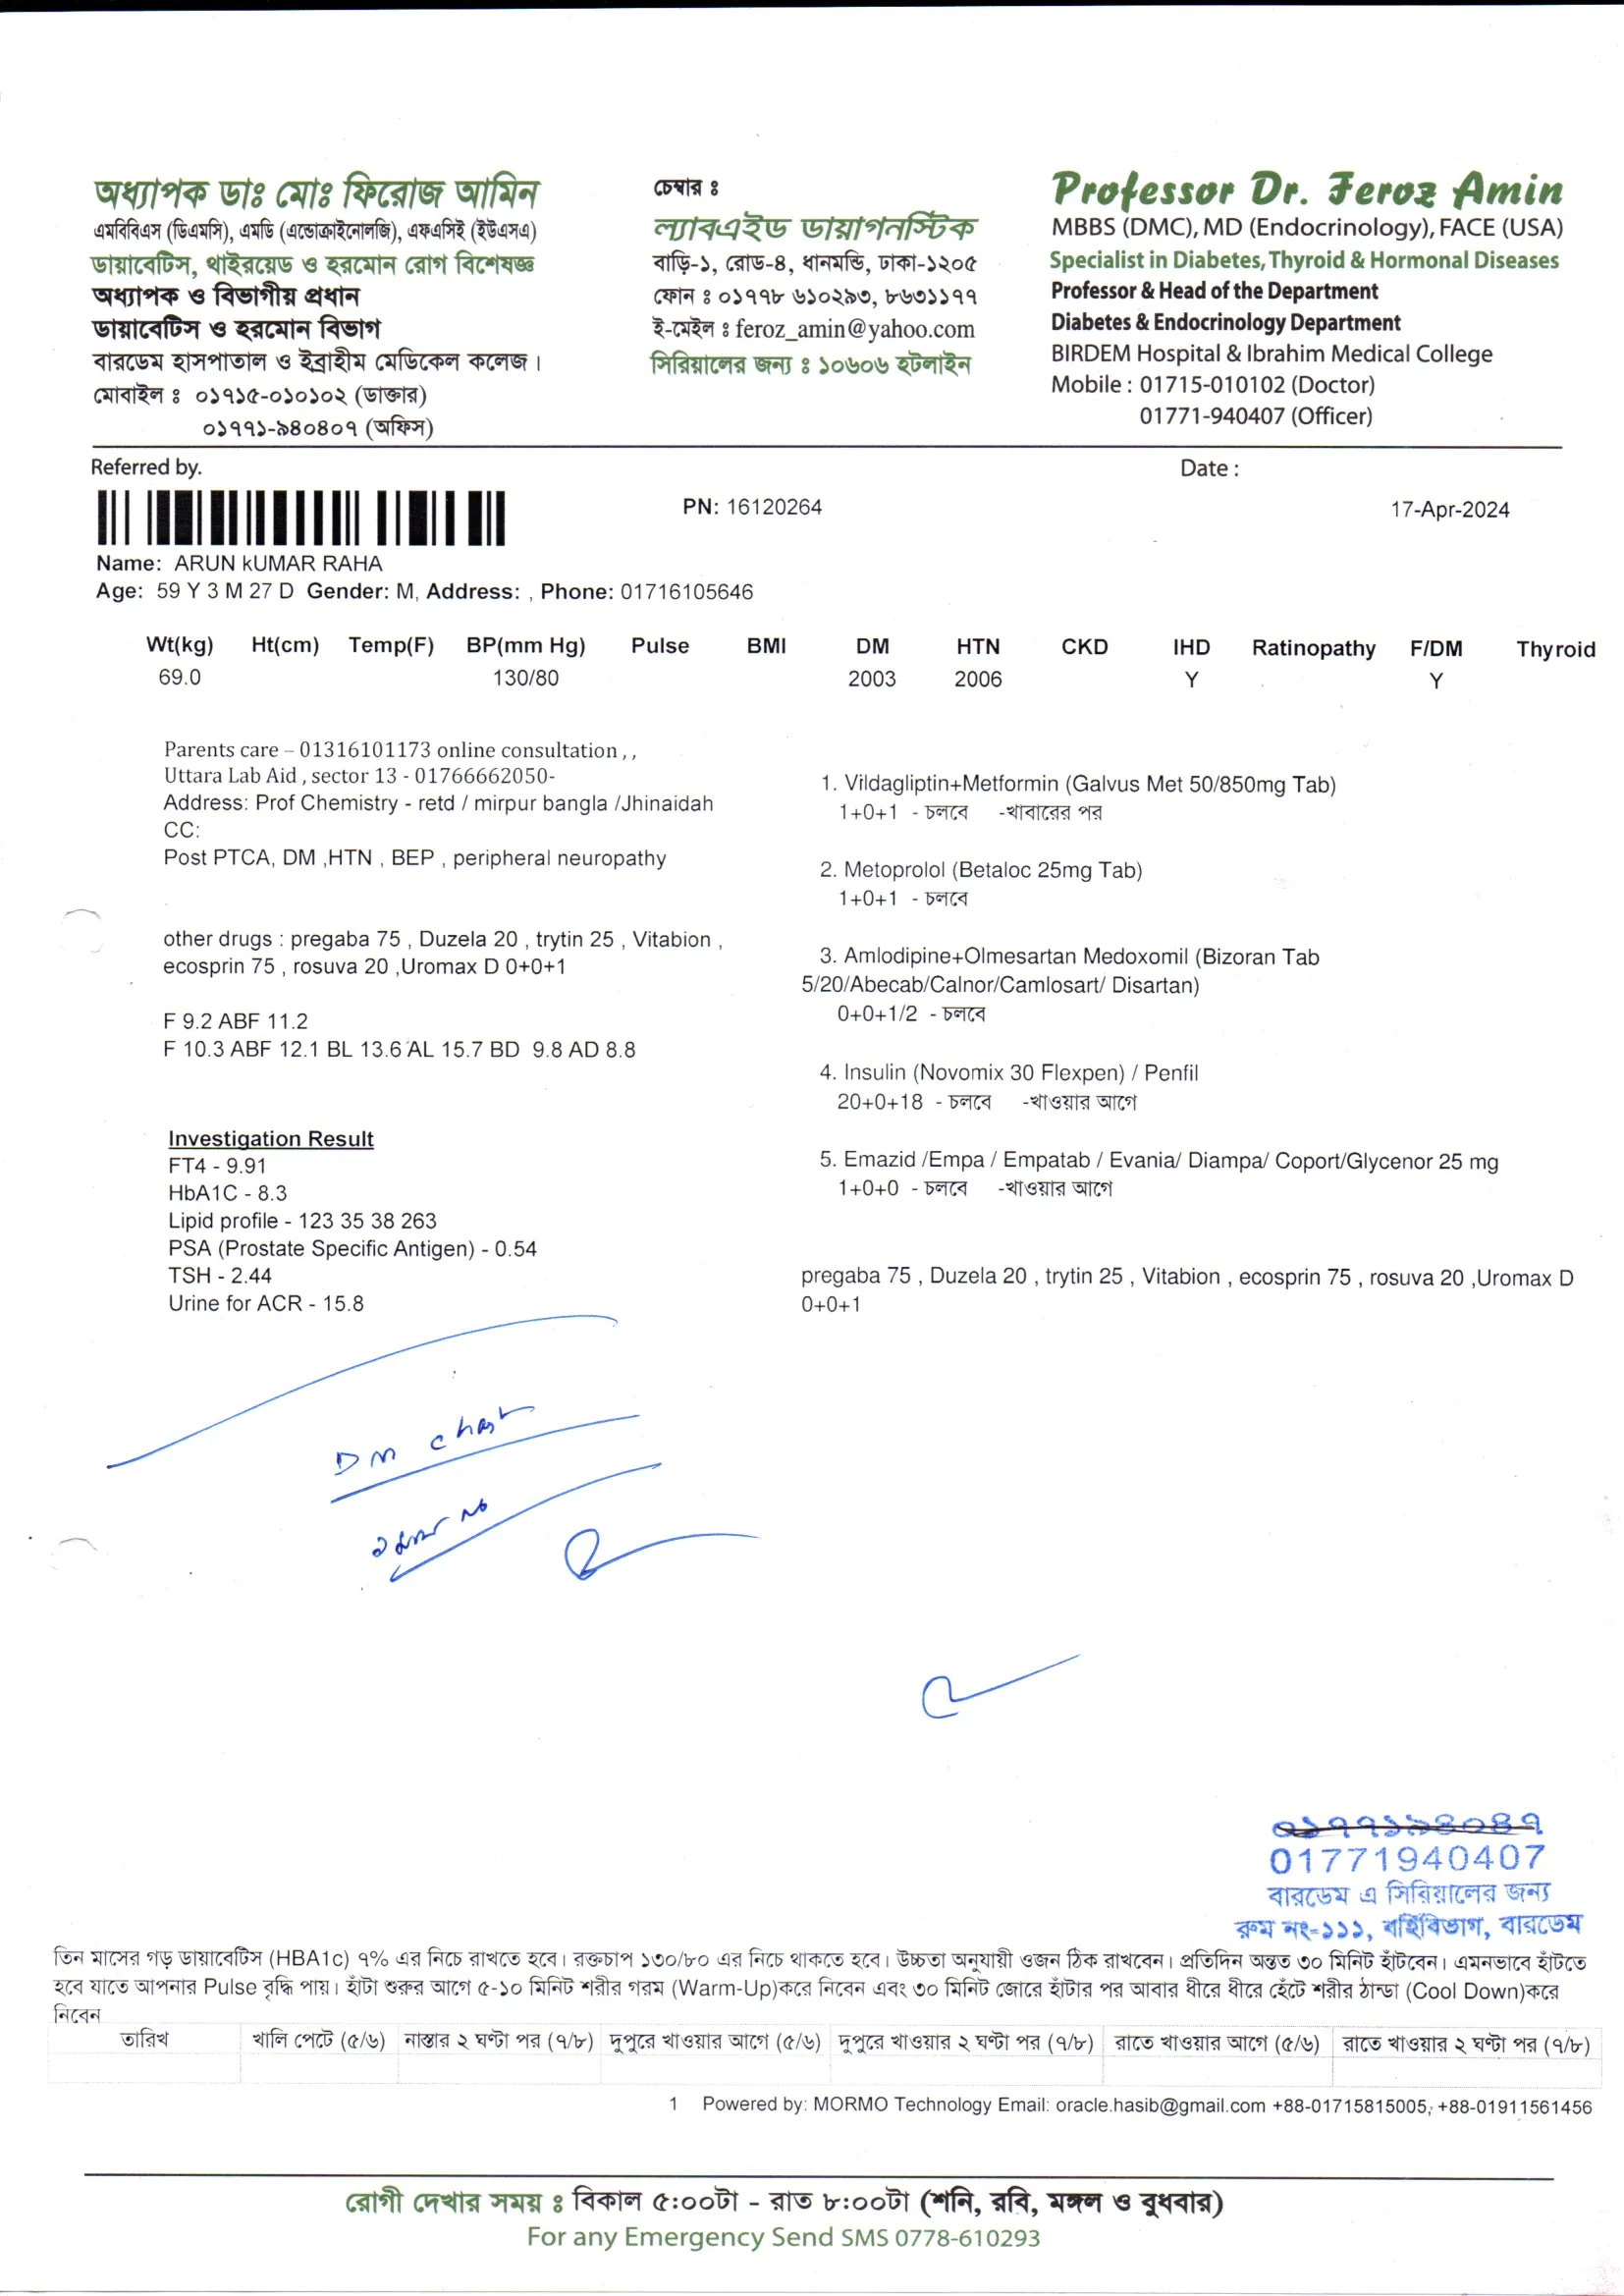 অধ্যাপক ডাঃ মোঃ ফিরোজ আমিন
এমবিবিএস (ডিএমসি), এমডি (এন্ডোক্রাইনোলজি), এফএসিই (ইউএসএ)
ডায়াবেটিস, থাইরয়েড ও হরমোন রোগ বিশেষজ্ঞ
অধ্যাপক ও বিভাগীয় প্রধান
ডায়াবেটিস ও হরমোন বিভাগ
বারডেম হাসপাতাল ও ইব্রাহীম মেডিকেল কলেজ।
মোবাইল ঃ ০১৭১৫-০১০১০২ (ডাক্তার)
০১৭৭১-৯৪০৪০৭ (অফিস)
চেম্বার ঃ
ল্যাবএইড ডায়াগনস্টিক
বাড়ি-১, রোড-৪, ধানমন্ডি, ঢাকা-১২০৫
ফোন ঃ ০১৭৭৮ ৬১০২৯৩, ৮৬৩১১৭৭
ই-মেইল ঃ feroz_amin@yahoo.com
সিরিয়ালের জন্য ঃ ১০৬০৬ হটলাইন
Professor Dr. Feroz Amin
MBBS (DMC), MD (Endocrinology), FACE (USA)
Specialist in Diabetes, Thyroid & Hormonal Diseases
Professor & Head of the Department
Diabetes & Endocrinology Department
BIRDEM Hospital & Ibrahim Medical College
Mobile : 01715-010102 (Doctor)
01771-940407 (Officer)
Referred by.
Date :
PN: 16120264
17-Apr-2024
Name: ARUN kUMAR RAHA
Age: 59 Y 3 M 27 D Gender: M, Address: , Phone: 01716105646
Wt(kg) Ht(cm) Temp(F) BP(mm Hg) Pulse BMI DM HTN CKD IHD Ratinopathy F/DM Thyroid
69.0 130/80 2003 2006 Y Y
Parents care – 01316101173 online consultation , ,
Uttara Lab Aid , sector 13 - 01766662050-
Address: Prof Chemistry - retd / mirpur bangla /Jhinaidah
CC:
Post PTCA, DM ,HTN , BEP , peripheral neuropathy
other drugs : pregaba 75 , Duzela 20 , trytin 25 , Vitabion ,
ecosprin 75 , rosuva 20 ,Uromax D 0+0+1
F 9.2 ABF 11.2
F 10.3 ABF 12.1 BL 13.6 AL 15.7 BD 9.8 AD 8.8
Investigation Result
FT4 - 9.91
HbA1C - 8.3
Lipid profile - 123 35 38 263
PSA (Prostate Specific Antigen) - 0.54
TSH - 2.44
Urine for ACR - 15.8
DM chart
1. Vildagliptin+Metformin (Galvus Met 50/850mg Tab)
1+0+1 - চলবে -খাবারের পর
2. Metoprolol (Betaloc 25mg Tab)
1+0+1 - চলবে
3. Amlodipine+Olmesartan Medoxomil (Bizoran Tab
5/20/Abecab/Calnor/Camlosart/ Disartan)
0+0+1/2 - চলবে
4. Insulin (Novomix 30 Flexpen) / Penfil
20+0+18 - চলবে -খাওয়ার আগে
5. Emazid /Empa / Empatab / Evania/ Diampa/ Coport/Glycenor 25 mg
1+0+0 - চলবে -খাওয়ার আগে
pregaba 75 , Duzela 20 , trytin 25 , Vitabion , ecosprin 75 , rosuva 20 ,Uromax D
0+0+1
01771940407
বারডেম এ সিরিয়ালের জন্য
রুম নং-১১১, বর্হিবিভাগ, বারডেম
তিন মাসের গড় ডায়াবেটিস (HBA1c) ৭% এর নিচে রাখতে হবে। রক্তচাপ ১৩০/৮০ এর নিচে থাকতে হবে। উচ্চতা অনুযায়ী ওজন ঠিক রাখবেন। প্রতিদিন অন্তত ৩০ মিনিট হাঁটবেন। এমনভাবে হাঁটতে
হবে যাতে আপনার Pulse বৃদ্ধি পায়। হাঁটা শুরুর আগে ৫-১০ মিনিট শরীর গরম (Warm-Up)করে নিবেন এবং ৩০ মিনিট জোরে হাঁটার পর আবার ধীরে ধীরে হেঁটে শরীর ঠান্ডা (Cool Down)করে
নিবেন
তারিখ খালি পেটে (৫/৬) নাস্তার ২ ঘণ্টা পর (৭/৮) দুপুরে খাওয়ার আগে (৫/৬) দুপুরে খাওয়ার ২ ঘণ্টা পর (৭/৮) রাতে খাওয়ার আগে (৫/৬) রাতে খাওয়ার ২ ঘণ্টা পর (৭/৮)
1 Powered by: MORMO Technology Email: oracle.hasib@gmail.com +88-01715815005, +88-01911561456
রোগী দেখার সময় ঃ বিকাল ৫:০০টা - রাত ৮:০০টা (শনি, রবি, মঙ্গল ও বুধবার)
For any Emergency Send SMS 0778-610293